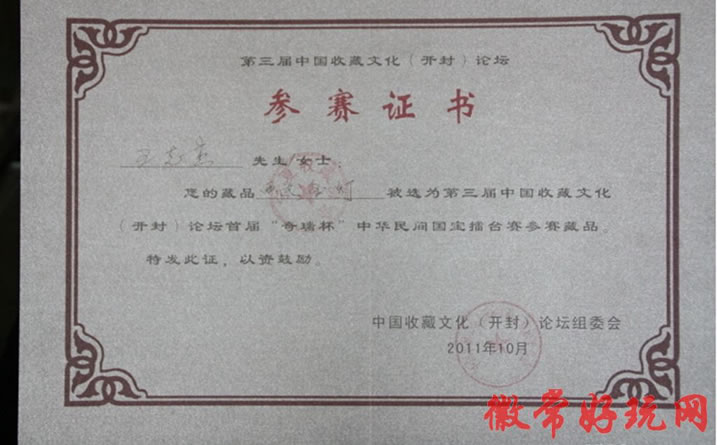 第三届中国收藏文化（开封）论坛
参赛证书
王 先生/女士：
您的藏品 灯 被选为第三届中国收藏文化
（开封）论坛首届“奇瑞杯”中华民间国宝擂台赛参赛藏品。
特发此证，以资鼓励。
中国收藏文化（开封）论坛组委会
2011年10月
徽常好玩网